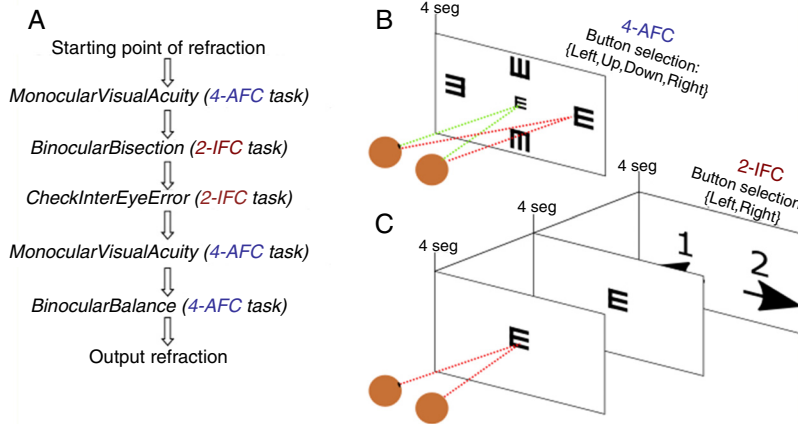 A
Starting point of refraction
MonocularVisualAcuity (4-AFC task)
BinocularBisection (2-IFC task)
CheckInterEyeError (2-IFC task)
MonocularVisualAcuity (4-AFC task)
BinocularBalance (4-AFC task)
Output refraction
B
4 seg
4-AFC
Button selection:
{Left,Up,Down,Right}
C
4 seg
4 seg
4 seg
2-IFC
Button selection:
{Left,Right}
1
2